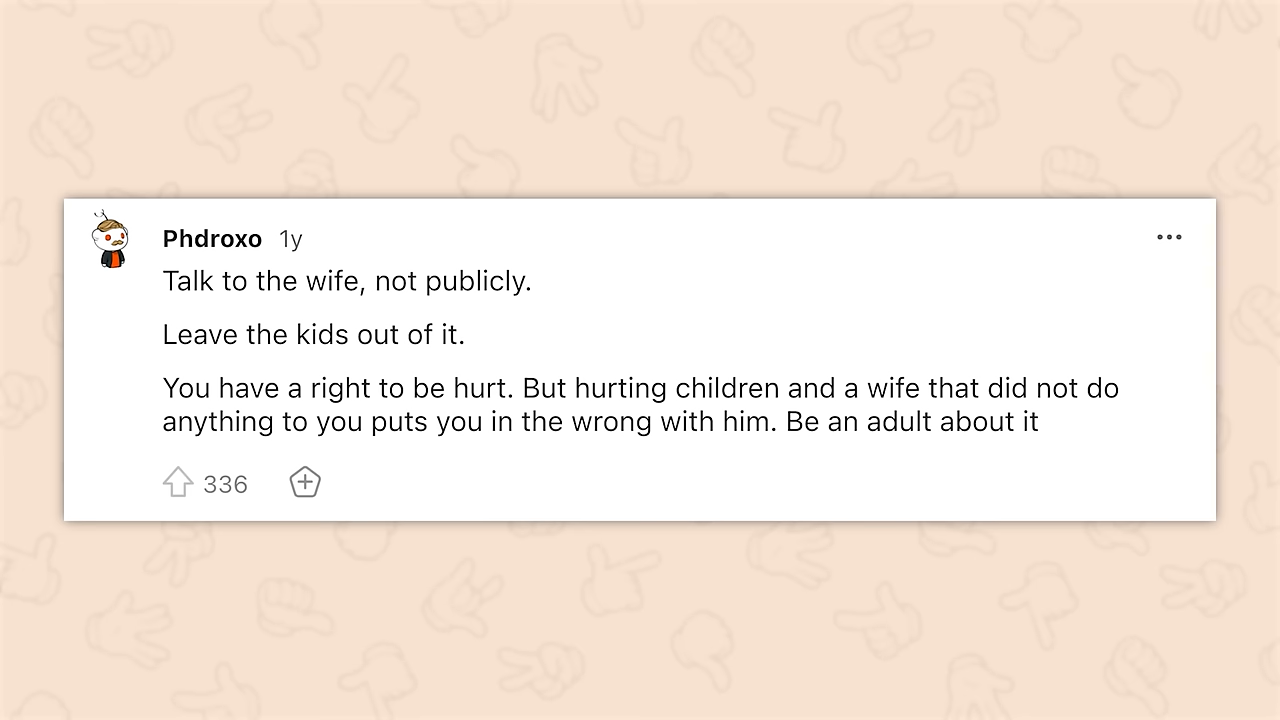 Phdroxo 1y
Talk to the wife, not publicly.
Leave the kids out of it.
You have a right to be hurt. But hurting children and a wife that did not do
anything to you puts you in the wrong with him. Be an adult about it
336